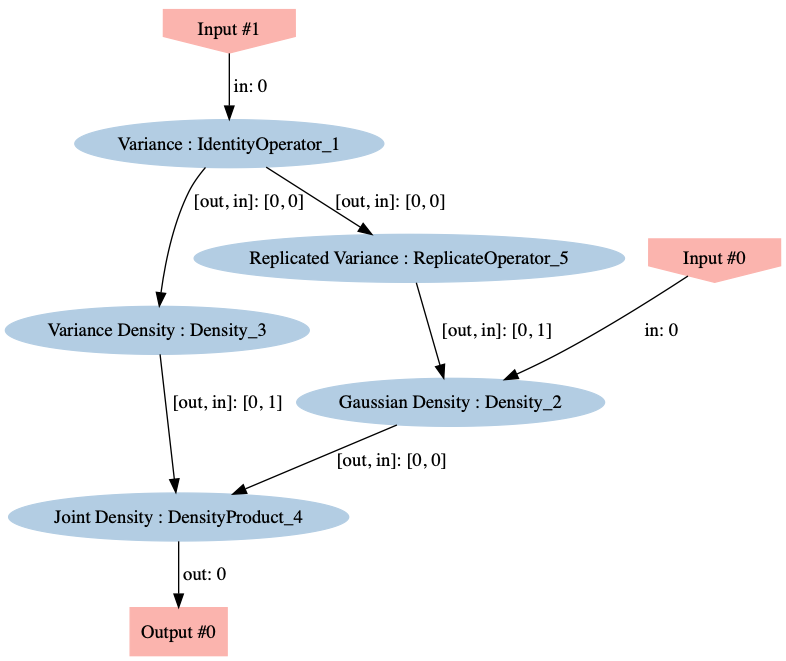 Input #1
in: 0
Variance : IdentityOperator_1
[out, in]: [0, 0]
[out, in]: [0, 0]
Replicated Variance : ReplicateOperator_5
Input #0
Variance Density : Density_3
[out, in]: [0, 1]
in: 0
[out, in]: [0, 1]
Gaussian Density : Density_2
[out, in]: [0, 0]
Joint Density : DensityProduct_4
out: 0
Output #0